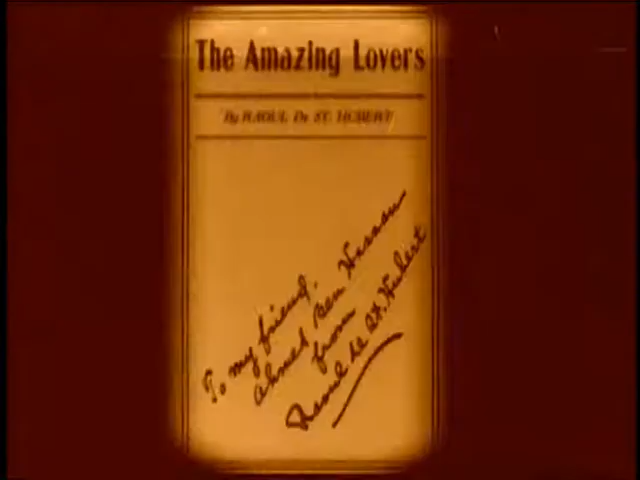 The Amazing Lovers
By RAOUL De ST. HUBERT
To my friend,
Ahmed Ben Hassan
from
Raoul de St. Hubert